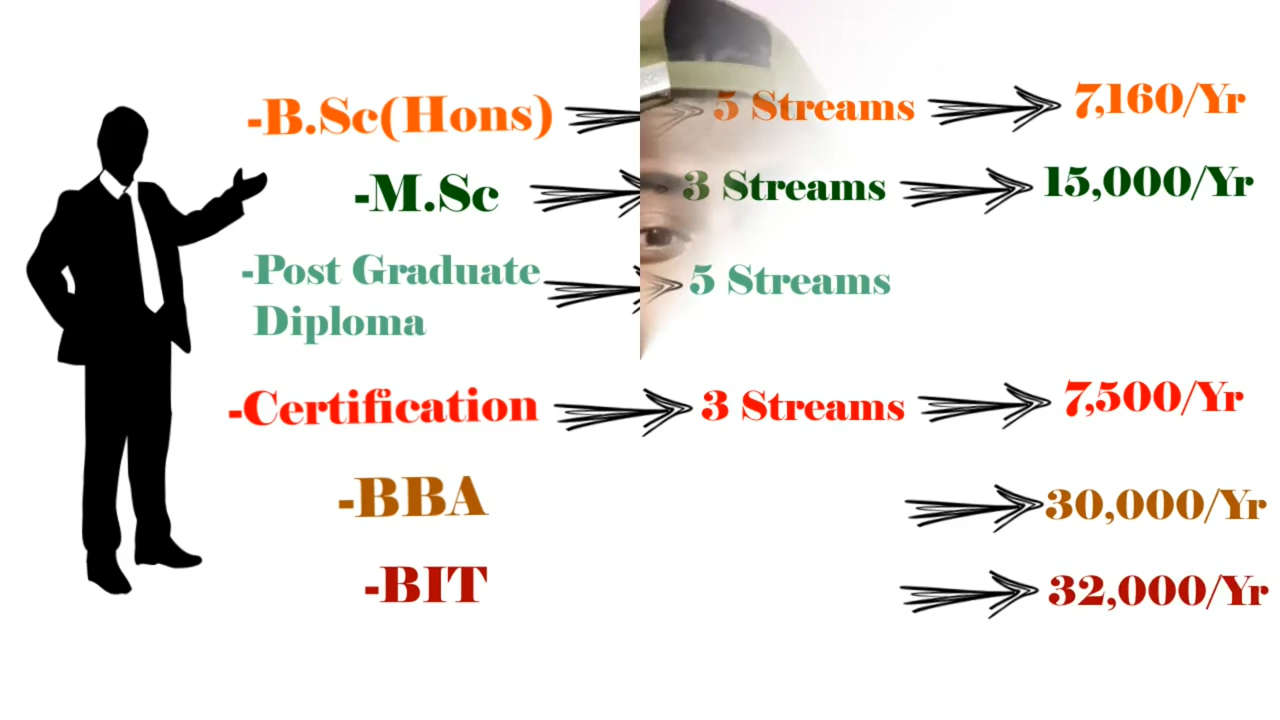 -B.Sc(Hons) 5 Streams 7,160/Yr
-M.Sc 3 Streams 15,000/Yr
-Post Graduate 5 Streams
Diploma
-Certification 3 Streams 7,500/Yr
-BBA 30,000/Yr
-BIT 32,000/Yr